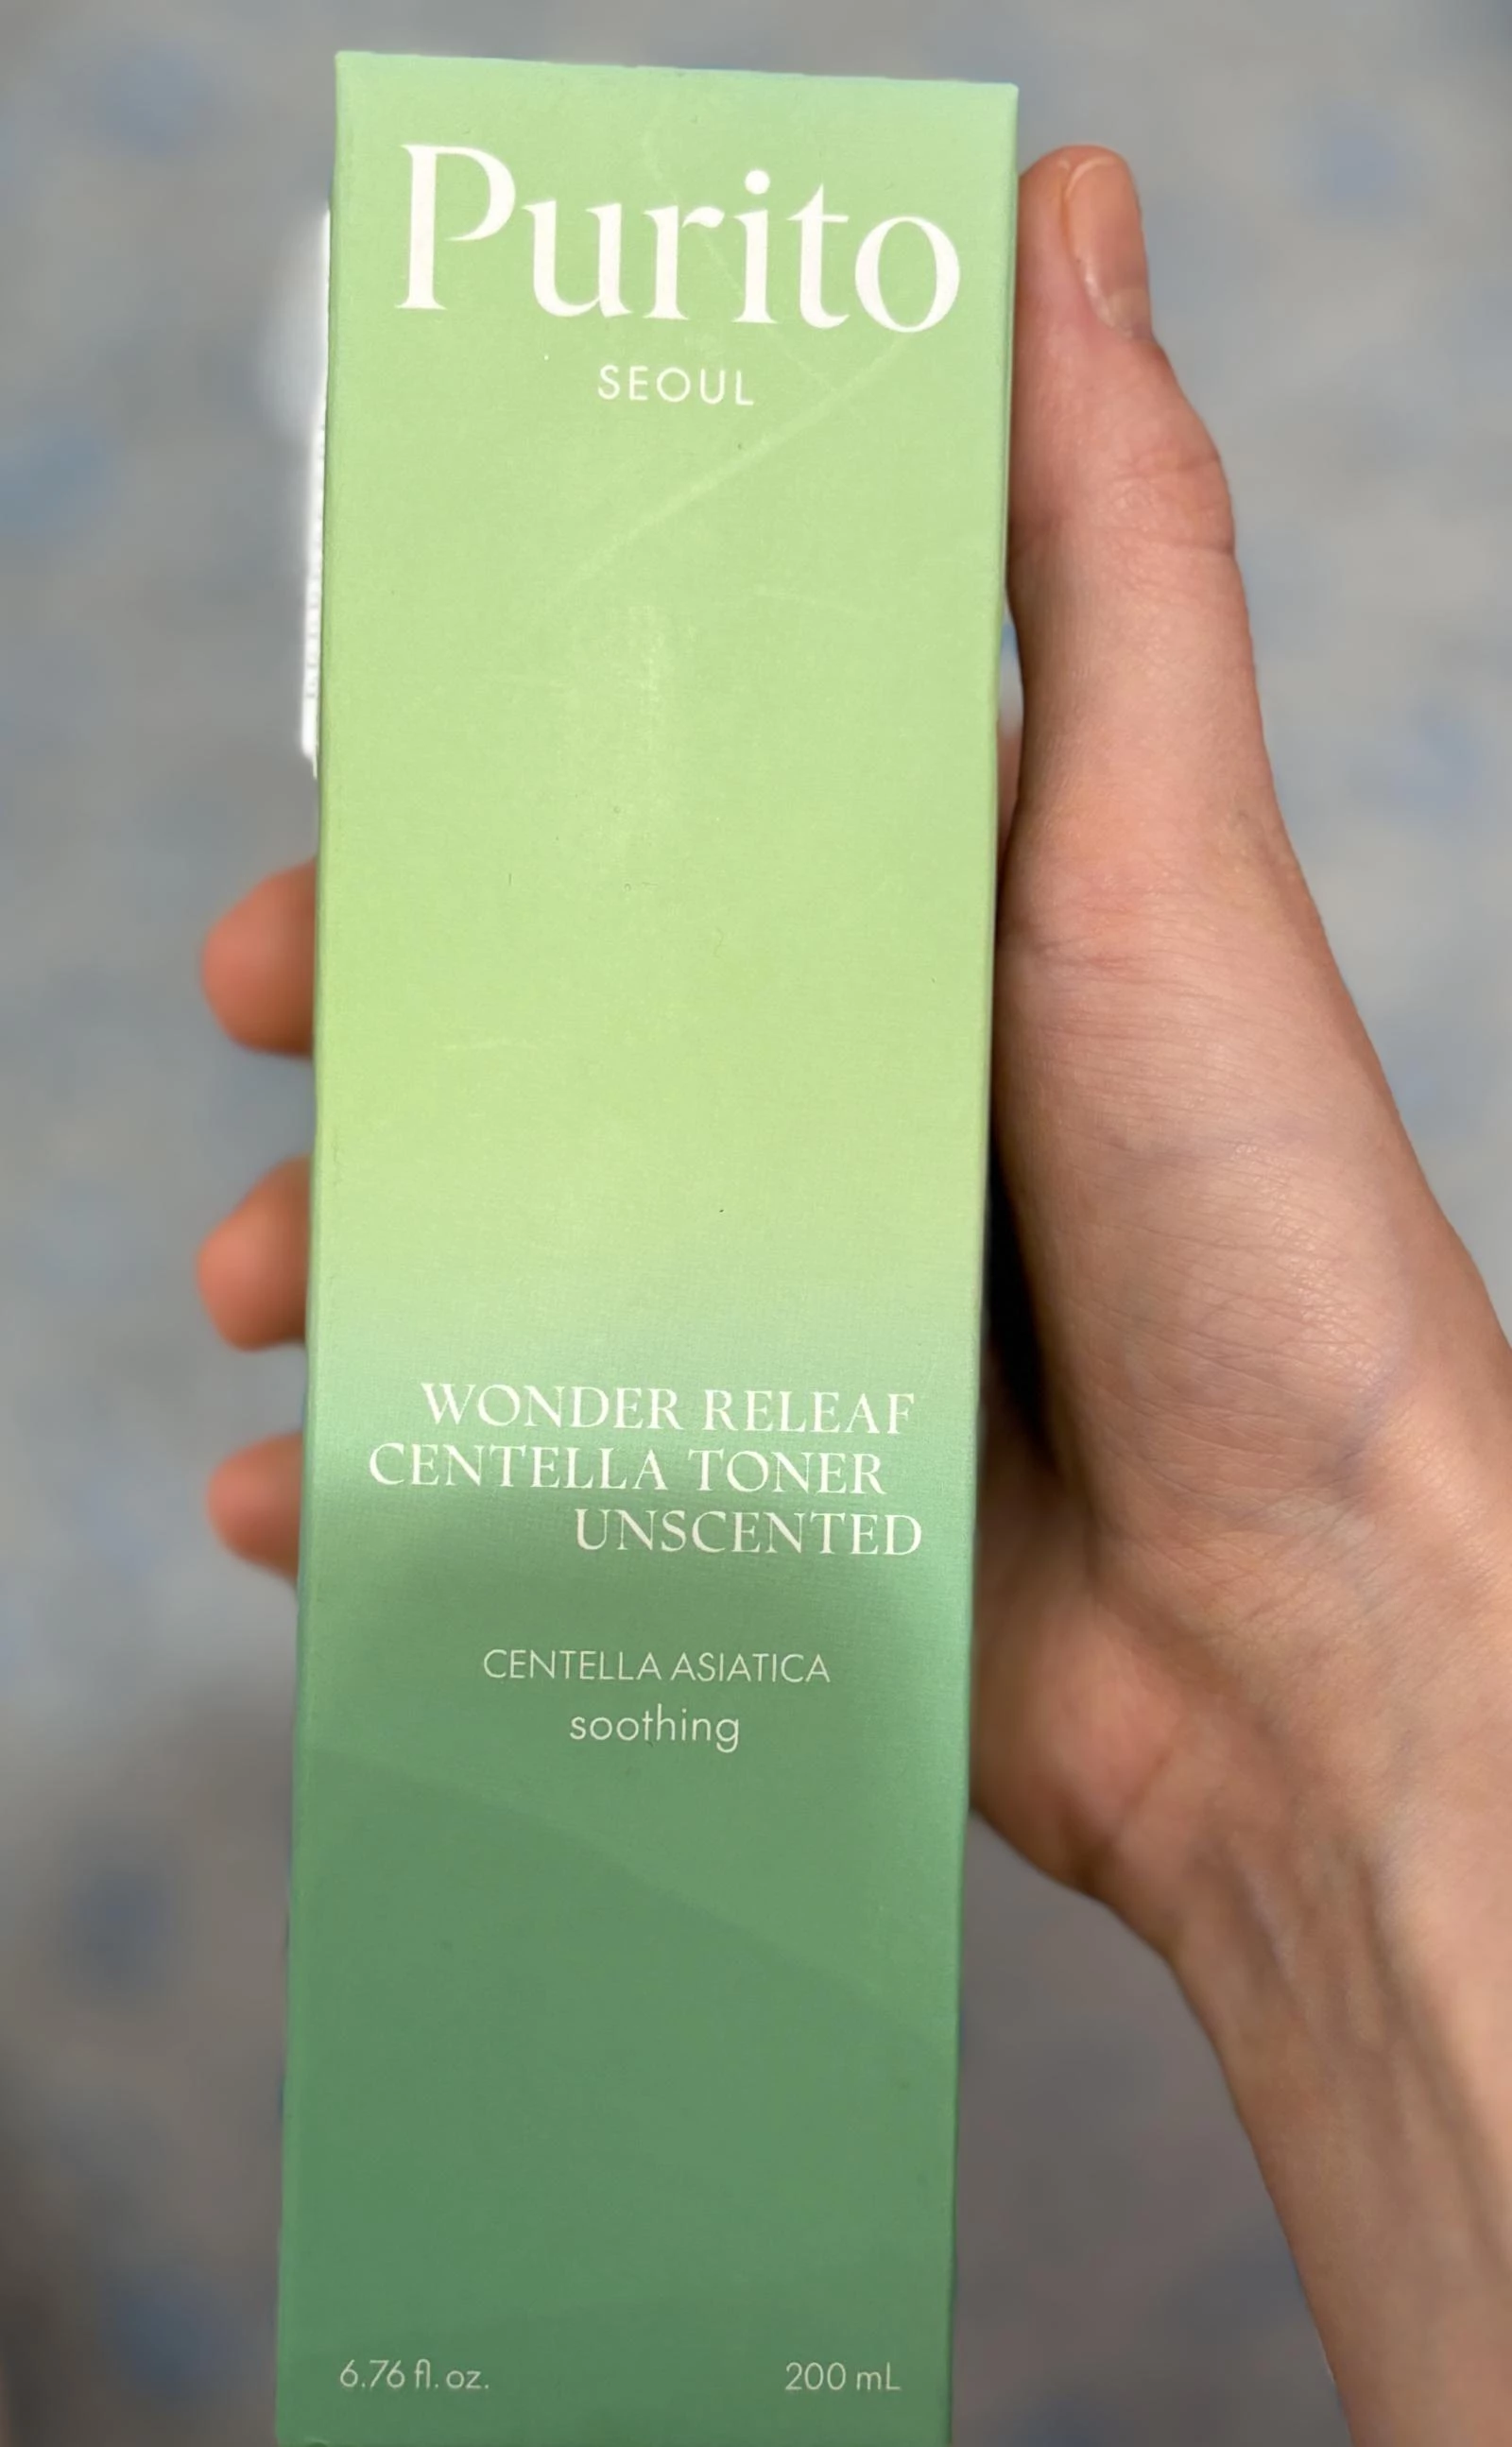 Purito
SEOUL
WONDER RELEAF
CENTELLA TONER
UNSCENTED
CENTELLA ASIATICA
soothing
6.76 fl. oz.
200 mL